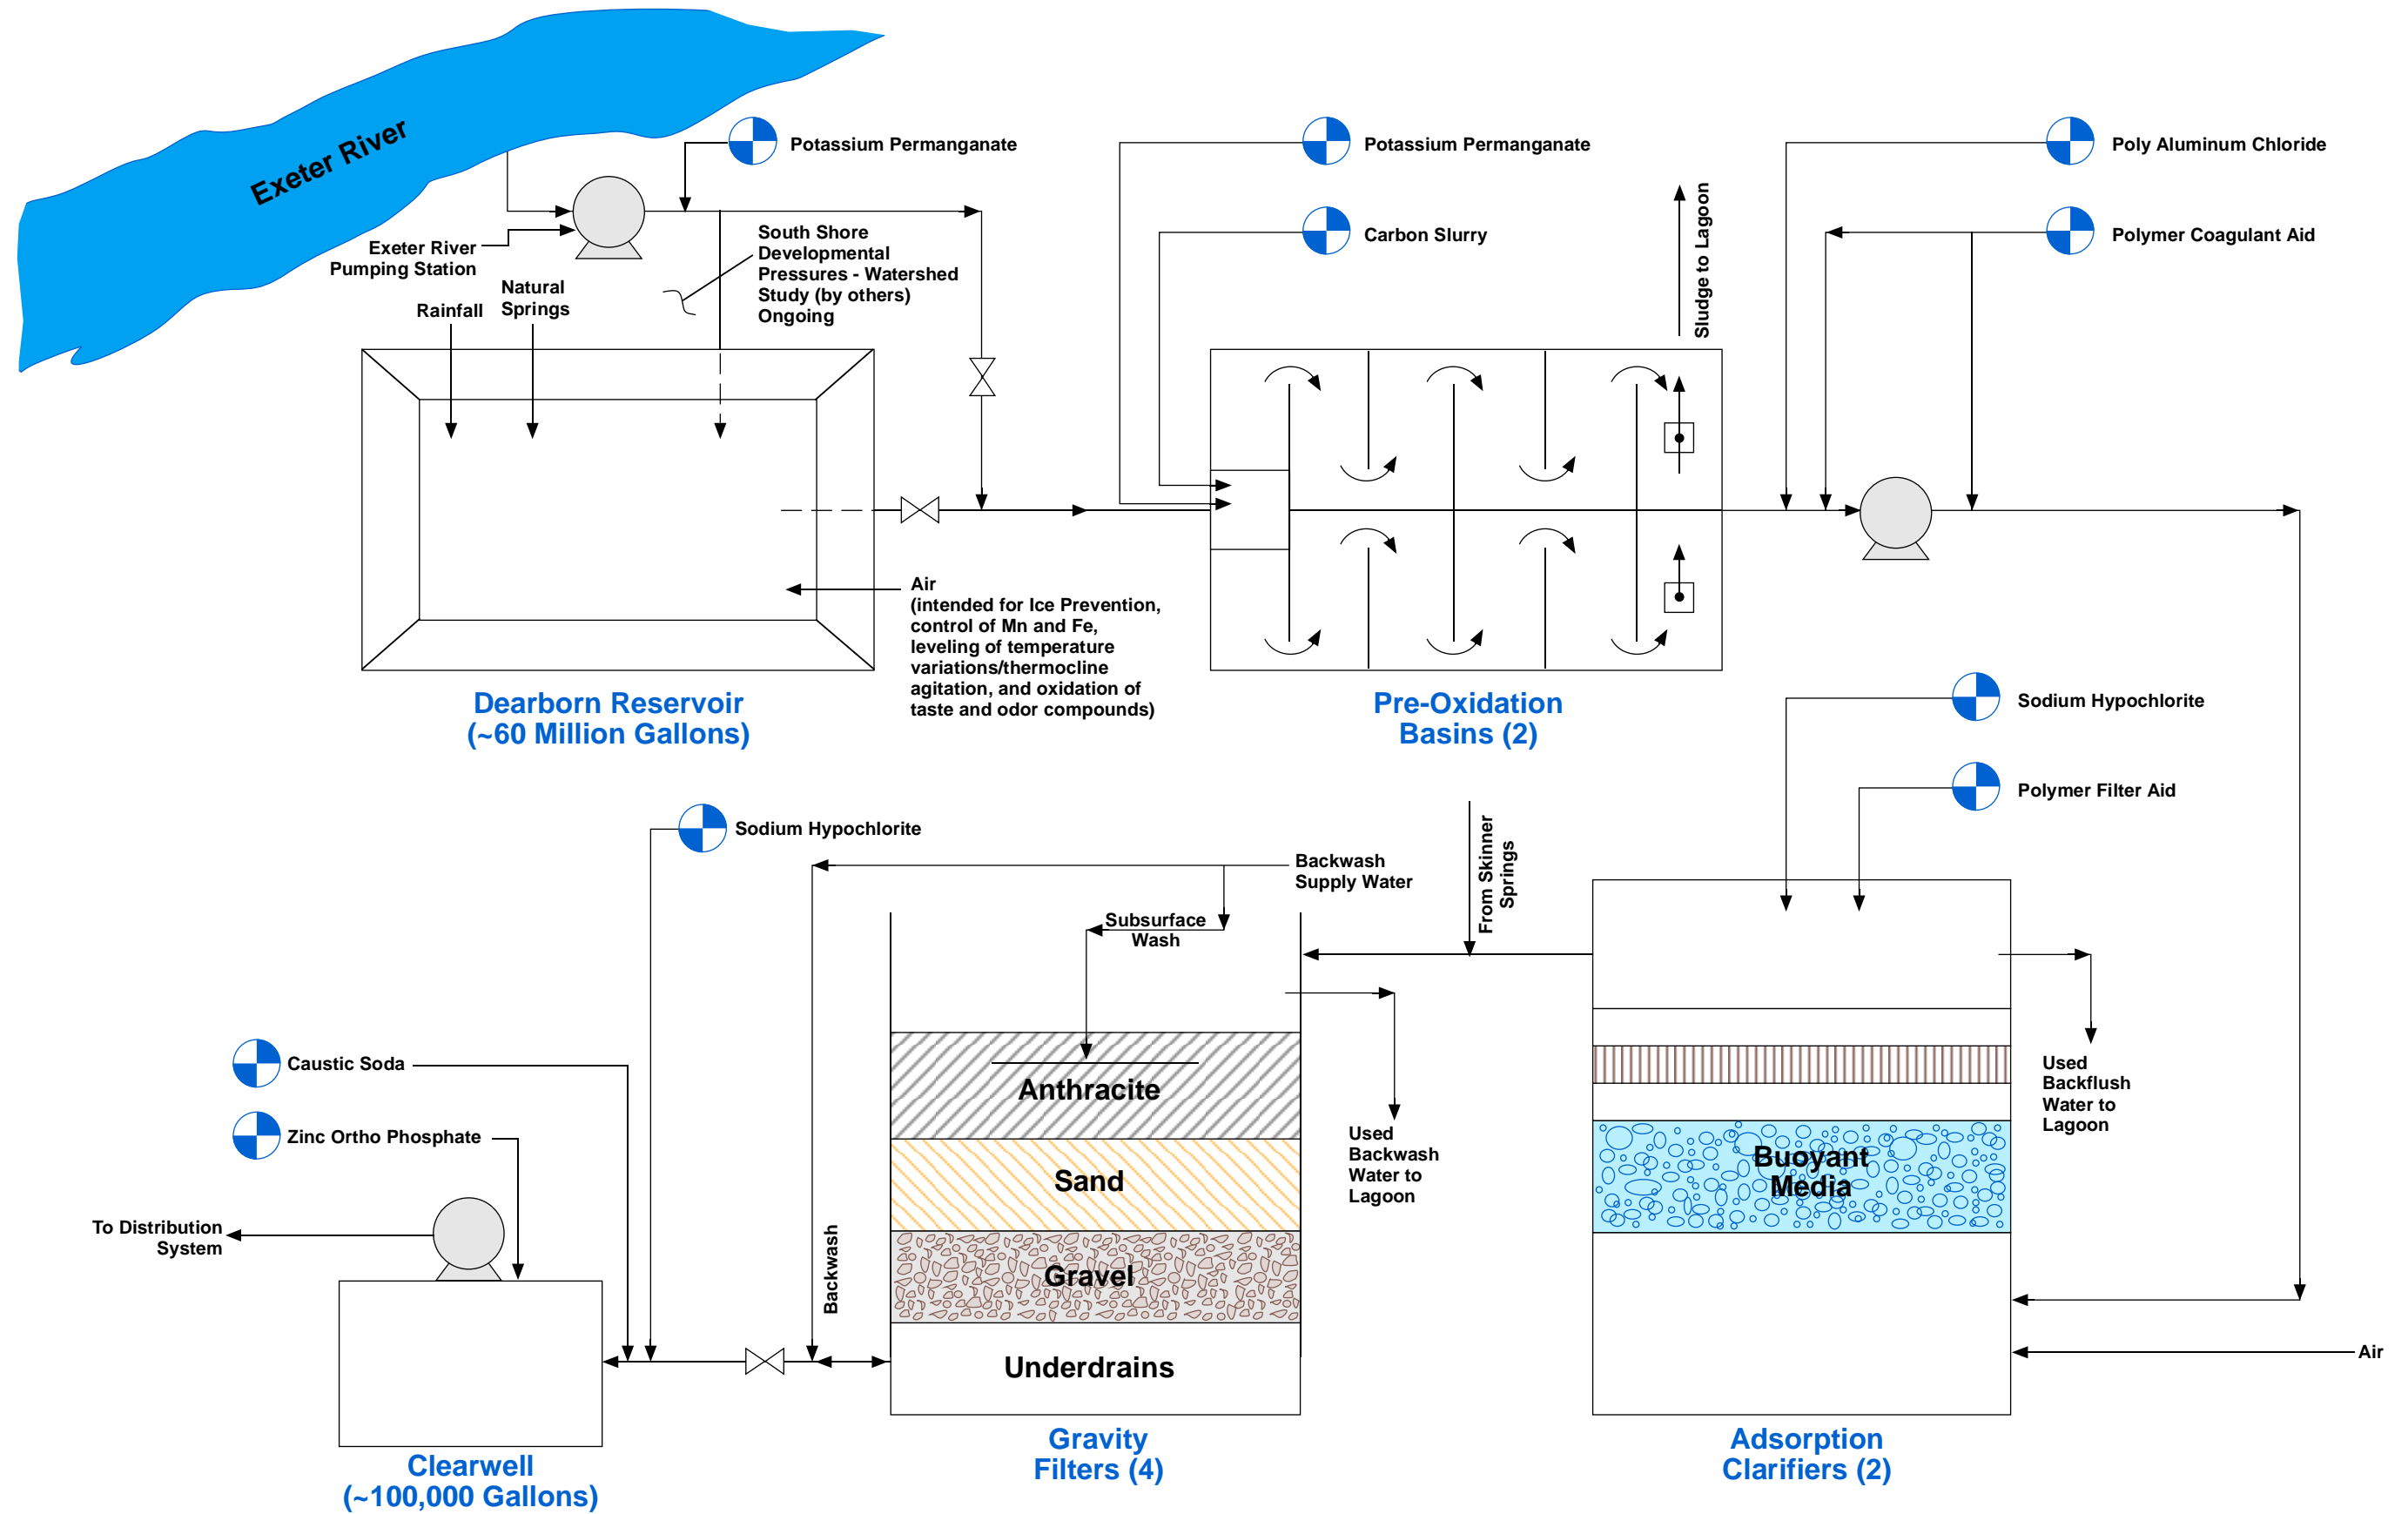 Exeter River
Potassium Permanganate
Exeter River
Pumping Station
Rainfall
Natural
Springs
South Shore
Developmental
Pressures - Watershed
Study (by others)
Ongoing
Air
(intended for Ice Prevention,
control of Mn and Fe,
leveling of temperature
variations/thermocline
agitation, and oxidation of
taste and odor compounds)
Dearborn Reservoir
(~60 Million Gallons)
Potassium Permanganate
Carbon Slurry
Sludge to Lagoon
Pre-Oxidation
Basins (2)
Poly Aluminum Chloride
Polymer Coagulant Aid
Sodium Hypochlorite
Polymer Filter Aid
From Skinner
Springs
Used
Backflush
Water to
Lagoon
Buoyant
Media
Air
Adsorption
Clarifiers (2)
Sodium Hypochlorite
Backwash
Supply Water
Subsurface
Wash
Used
Backwash
Water to
Lagoon
Anthracite
Sand
Gravel
Underdrains
Backwash
Gravity
Filters (4)
Caustic Soda
Zinc Ortho Phosphate
To Distribution
System
Clearwell
(~100,000 Gallons)